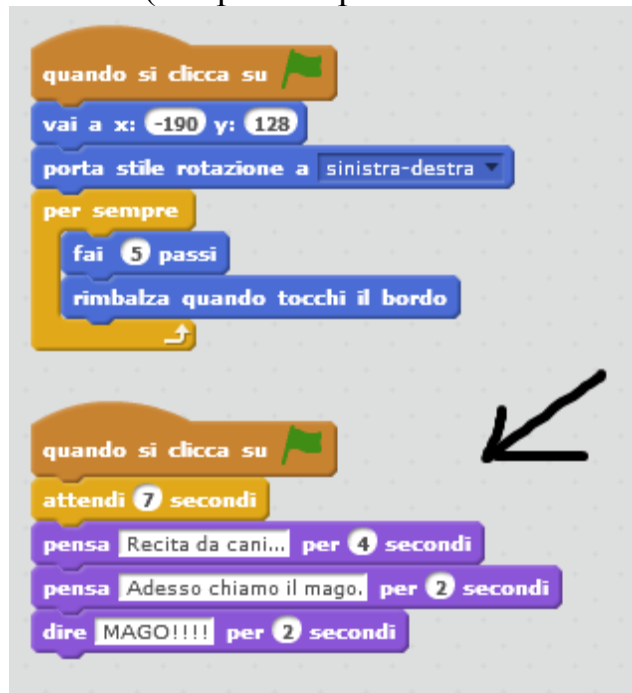 quando si clicca su
vai a x: -190 y: 128
porta stile rotazione a sinistra-destra
per sempre
fai 5 passi
rimbalza quando tocchi il bordo
quando si clicca su
attendi 7 secondi
pensa Recita da cani... per 4 secondi
pensa Adesso chiamo il mago. per 2 secondi
dire MAGO!!!! per 2 secondi